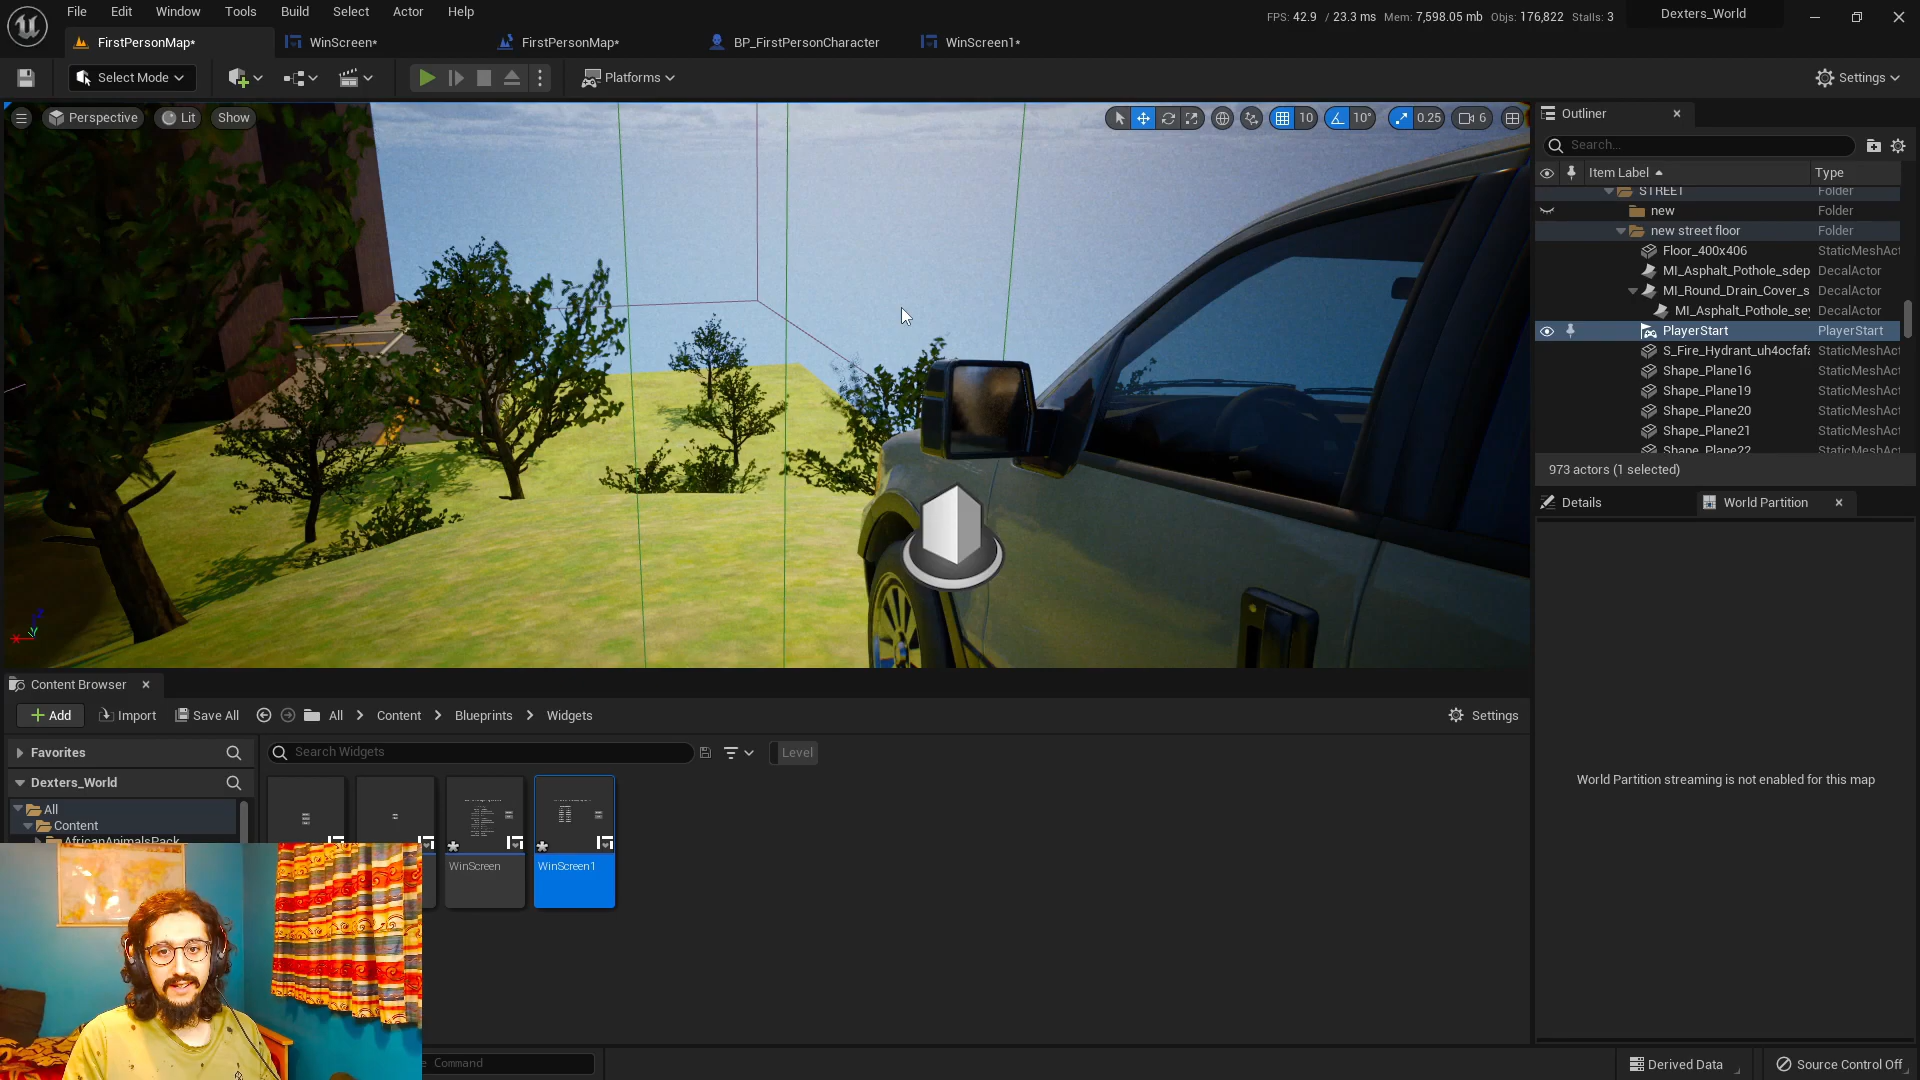 File Edit Window Tools Build Select Actor Help
FPS: 42.9 / 23.3 ms Mem: 7,598.05 mb Objs: 176,822 Stalls: 3
Dexters_World
FirstPersonMap*
WinScreen*
FirstPersonMap*
BP_FirstPersonCharacter
WinScreen1*
Select Mode
Platforms
Settings
Perspective
Lit
Show
10
10°
0.25
6
Outliner
Search...
Item Label
Type
STREET Folder
new Folder
new street floor Folder
Floor_400x406 StaticMeshAct
MI_Asphalt_Pothole_sdep DecalActor
MI_Round_Drain_Cover_s DecalActor
MI_Asphalt_Pothole_sey DecalActor
PlayerStart PlayerStart
S_Fire_Hydrant_uh4ocfafa StaticMeshAct
Shape_Plane16 StaticMeshAct
Shape_Plane19 StaticMeshAct
Shape_Plane20 StaticMeshAct
Shape_Plane21 StaticMeshAct
Shape_Plane22 StaticMeshAct
973 actors (1 selected)
Details
World Partition
World Partition streaming is not enabled for this map
Content Browser
Add
Import
Save All
All
Content
Blueprints
Widgets
Settings
Favorites
Search Widgets
Level
Dexters_World
All
Content
AfricanAnimalsPack
WinScreen
WinScreen1
Command
Derived Data
Source Control Off